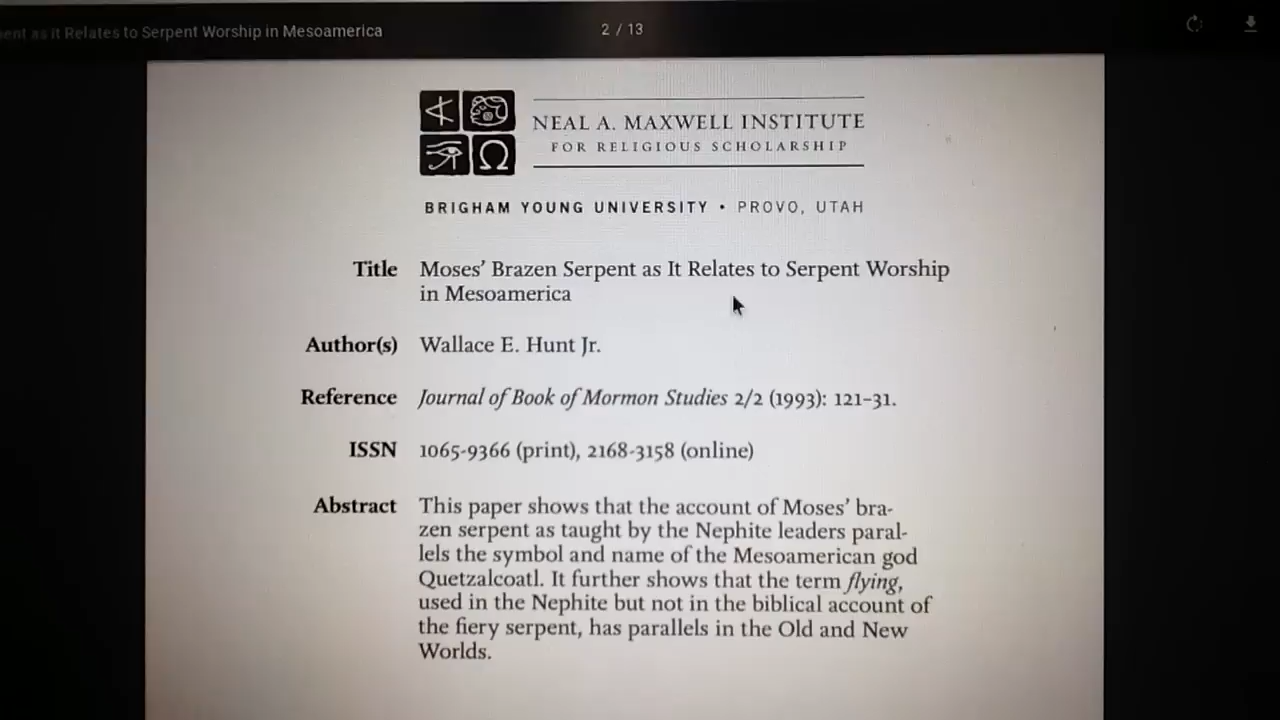 as it Relates to Serpent Worship in Mesoamerica
2 / 13
NEAL A. MAXWELL INSTITUTE
FOR RELIGIOUS SCHOLARSHIP
BRIGHAM YOUNG UNIVERSITY • PROVO, UTAH
Title Moses' Brazen Serpent as It Relates to Serpent Worship
in Mesoamerica
Author(s) Wallace E. Hunt Jr.
Reference Journal of Book of Mormon Studies 2/2 (1993): 121–31.
ISSN 1065-9366 (print), 2168-3158 (online)
Abstract This paper shows that the account of Moses' bra-
zen serpent as taught by the Nephite leaders paral-
lels the symbol and name of the Mesoamerican god
Quetzalcoatl. It further shows that the term flying,
used in the Nephite but not in the biblical account of
the fiery serpent, has parallels in the Old and New
Worlds.